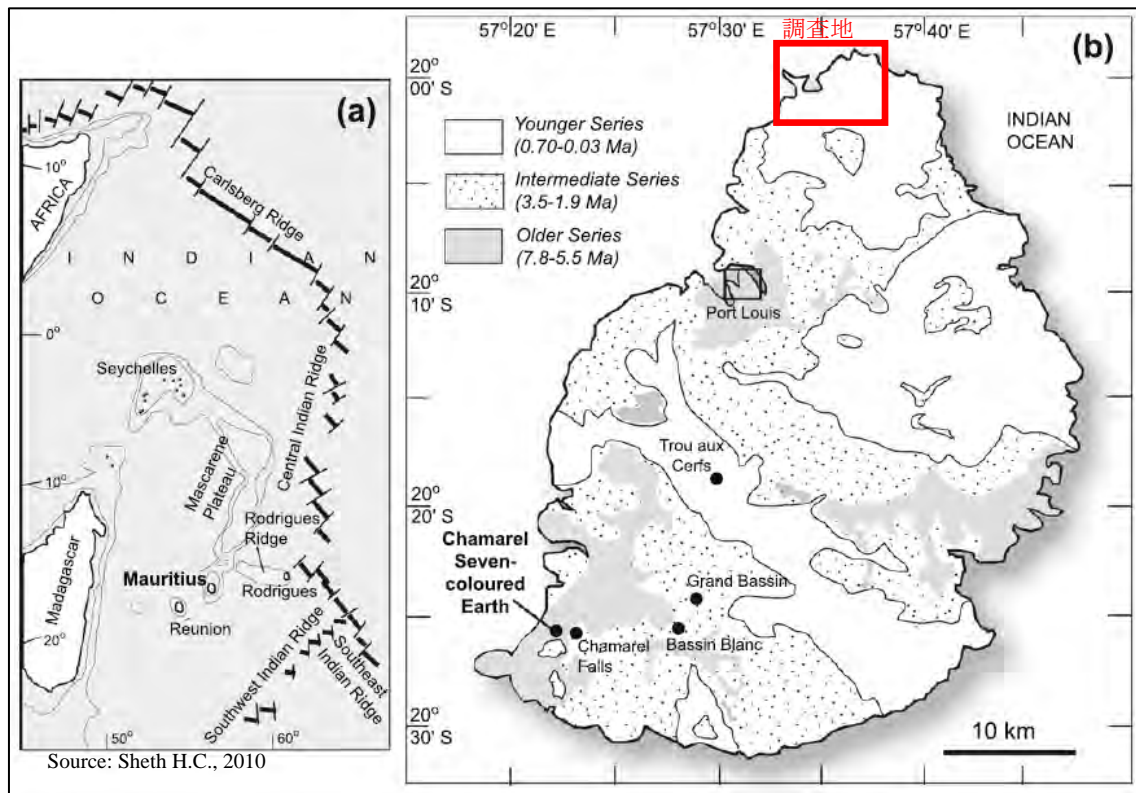 (a)
10°
AFRICA
Carlsberg Ridge
I N D I A N
O C E A N
0°
Seychelles
Central Indian Ridge
Mascarene
Plateau
10°
Rodrigues
Ridge
Mauritius
Rodrigues
Madagascar
Reunion
20°
Southwest Indian Ridge
Southeast
Indian Ridge
50°
60°
Source: Sheth H.C., 2010
57° 20' E
57° 30' E
調査地
57° 40' E
(b)
20°
00' S
INDIAN
OCEAN
Younger Series
(0.70-0.03 Ma)
Intermediate Series
(3.5-1.9 Ma)
Older Series
(7.8-5.5 Ma)
20°
10' S
Port Louis
Trou aux
Cerfs
20°
20' S
Chamarel
Seven-
coloured
Earth
Grand Bassin
Chamarel
Falls
Bassin Blanc
20°
30' S
10 km